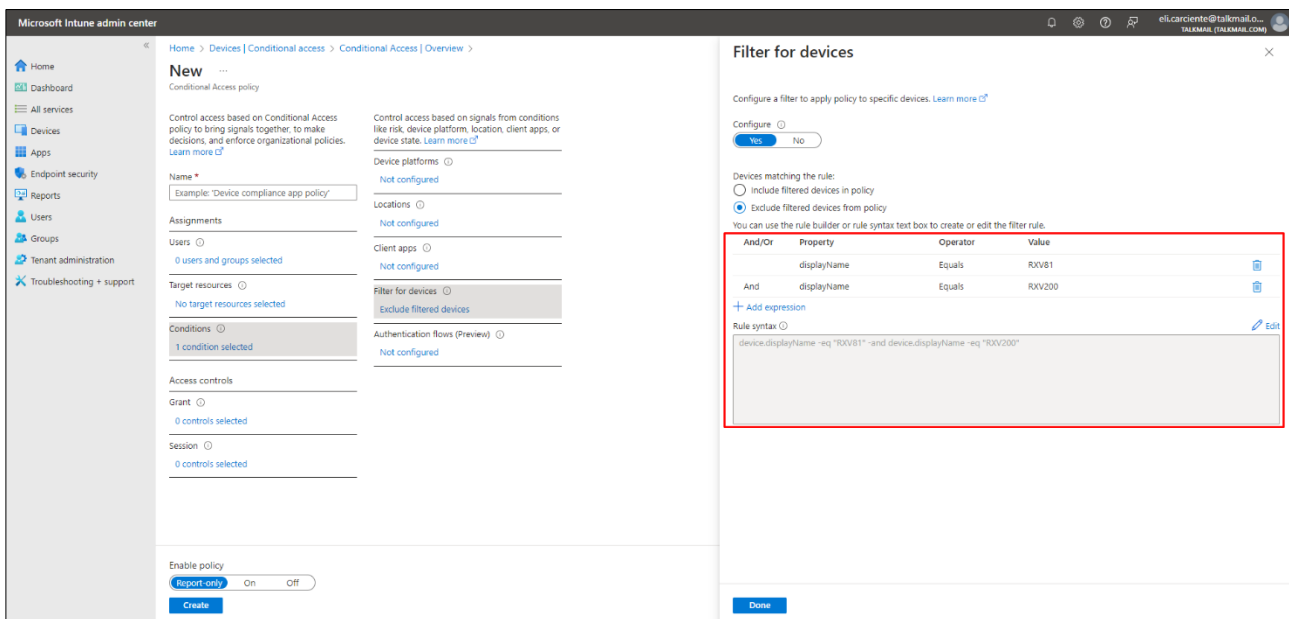 Microsoft Intune admin center
eli.carciente@talkmail.o...
TALKMAIL (TALKMAIL.COM)
«
Home
Dashboard
All services
Devices
Apps
Endpoint security
Reports
Users
Groups
Tenant administration
Troubleshooting + support
Home > Devices | Conditional access > Conditional Access | Overview >
New ...
Conditional Access policy
Control access based on Conditional Access
policy to bring signals together, to make
decisions, and enforce organizational policies.
Learn more
Name *
Example: 'Device compliance app policy'
Assignments
Users
0 users and groups selected
Target resources
No target resources selected
Conditions
1 condition selected
Access controls
Grant
0 controls selected
Session
0 controls selected
Control access based on signals from conditions
like risk, device platform, location, client apps, or
device state. Learn more
Device platforms
Not configured
Locations
Not configured
Client apps
Not configured
Filter for devices
Exclude filtered devices
Authentication flows (Preview)
Not configured
Enable policy
Report-only On Off
Create
Filter for devices
Configure a filter to apply policy to specific devices. Learn more
Configure
Yes No
Devices matching the rule:
Include filtered devices in policy
Exclude filtered devices from policy
You can use the rule builder or rule syntax text box to create or edit the filter rule.
And/Or Property Operator Value
displayName Equals RXV81
And displayName Equals RXV200
+ Add expression
Rule syntax
Edit
device.displayName -eq "RXV81" -and device.displayName -eq "RXV200"
Done